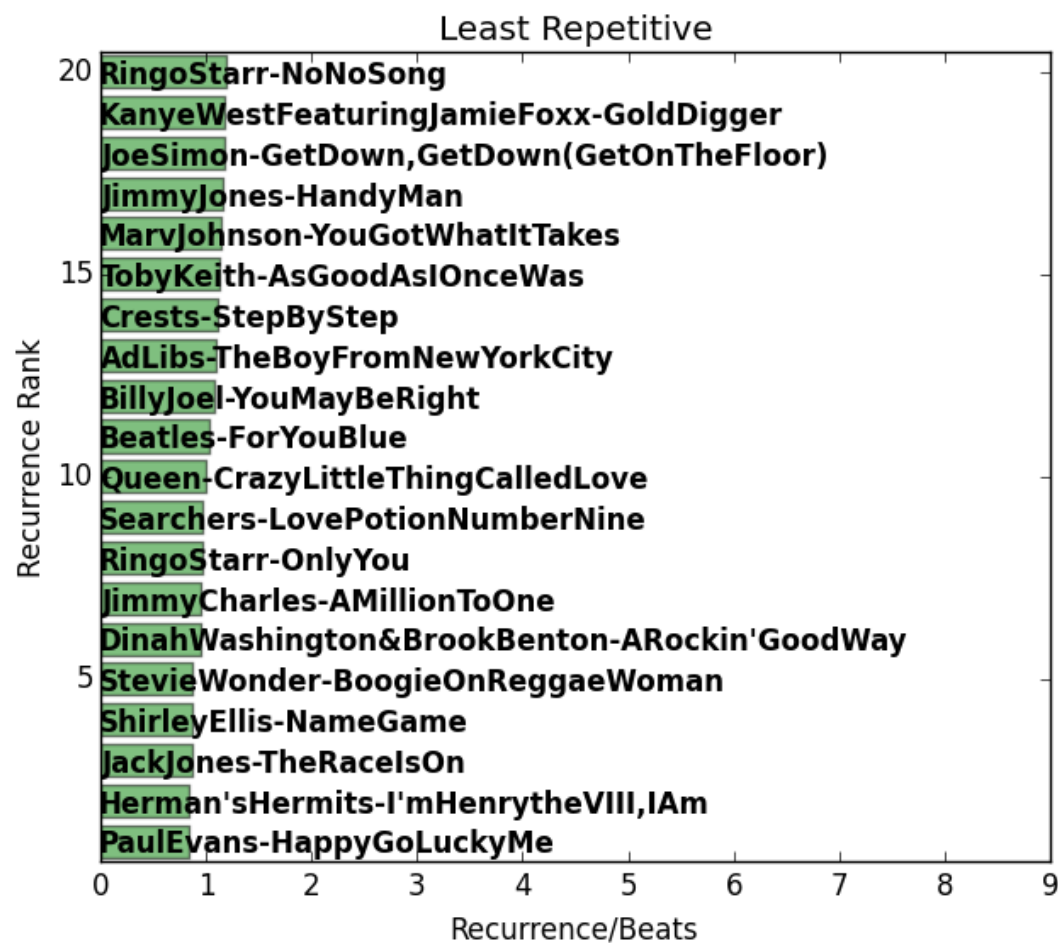 Least Repetitive
20
RingoStarr-NoNoSong
KanyeWestFeaturingJamieFoxx-GoldDigger
JoeSimon-GetDown,GetDown(GetOnTheFloor)
JimmyJones-HandyMan
MarvJohnson-YouGotWhatItTakes
15
TobyKeith-AsGoodAsIOnceWas
Crests-StepByStep
AdLibs-TheBoyFromNewYorkCity
BillyJoel-YouMayBeRight
Beatles-ForYouBlue
10
Queen-CrazyLittleThingCalledLove
Searchers-LovePotionNumberNine
RingoStarr-OnlyYou
JimmyCharles-AMillionToOne
DinahWashington&BrookBenton-ARockin'GoodWay
5
StevieWonder-BoogieOnReggaeWoman
ShirleyEllis-NameGame
JackJones-TheRaceIsOn
Herman'sHermits-I'mHenrytheVIII,IAm
PaulEvans-HappyGoLuckyMe
Recurrence Rank
0 1 2 3 4 5 6 7 8 9
Recurrence/Beats